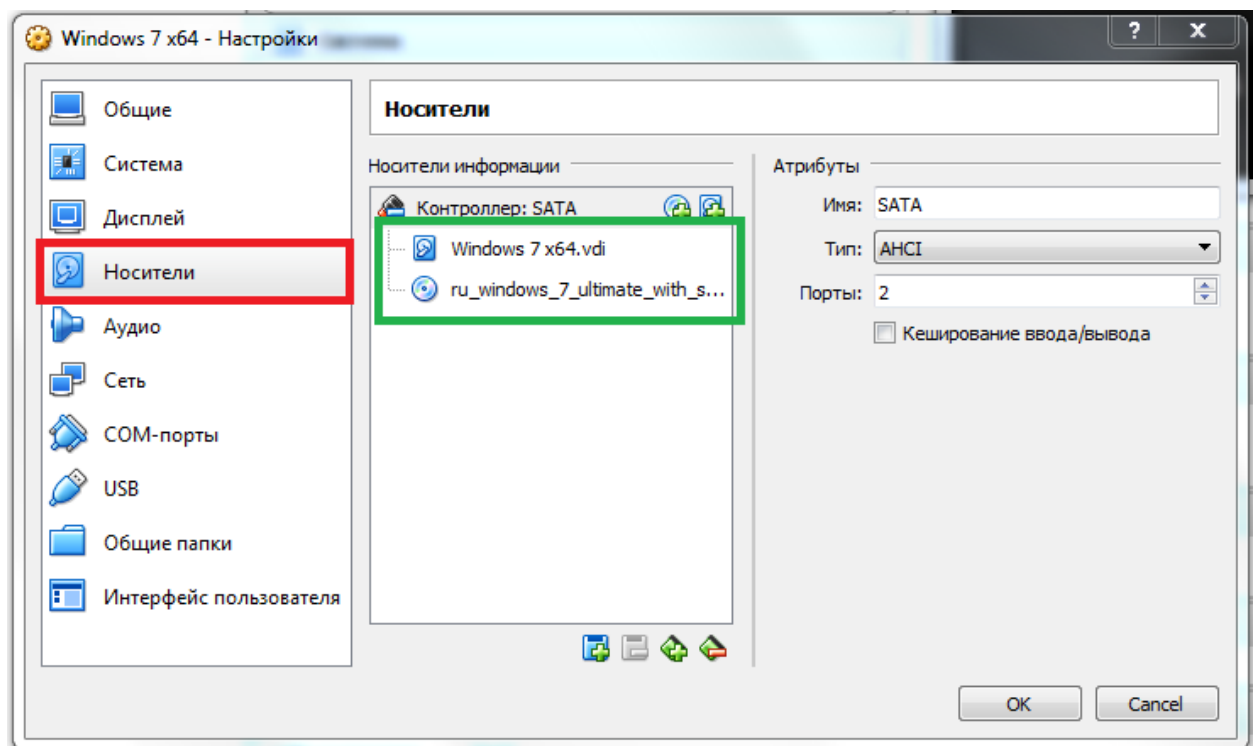 Windows 7 x64 - Настройки
? x
Общие
Система
Дисплей
Носители
Аудио
Сеть
COM-порты
USB
Общие папки
Интерфейс пользователя
Носители
Носители информации
Контроллер: SATA
Windows 7 x64.vdi
ru_windows_7_ultimate_with_s...
Атрибуты
Имя: SATA
Тип: AHCI
Порты: 2
Кеширование ввода/вывода
OK Cancel